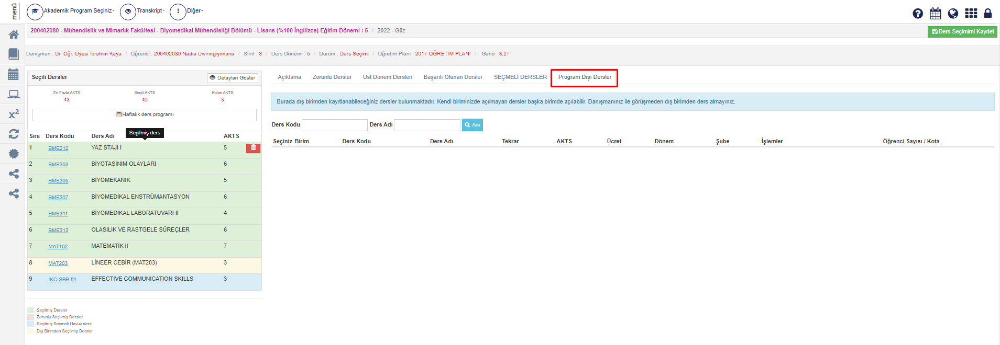 menü
Akademik Program Seçiniz - Transkript - Diğer -
200402080 - Mühendislik ve Mimarlık Fakültesi - Biyomedikal Mühendisliği Bölümü - Lisans (%100 İngilizce) Eğitim Dönemi : 5 / 2022 - Güz
Ders Seçimimi Kaydet
Danışman : Dr. Öğr. Üyesi İbrahim Kaya / Öğrenci : 200402080 Nadia Uwiringiyimana / Sınıf : 3 / Ders Dönemi : 5 / Durum : Ders Seçimi / Öğretim Planı : 2017 ÖĞRETİM PLANI / Gano : 3,27
Seçili Dersler
Detayları Göster
En Fazla AKTS Seçili AKTS Kalan AKTS
43 40 3
Haftalık ders programı
Seçilmiş ders
Sıra Ders Kodu Ders Adı AKTS
1 BME212 YAZ STAJI I 5
2 BME303 BİYOTAŞINIM OLAYLARI 6
3 BME305 BİYOMEKANİK 5
4 BME307 BİYOMEDİKAL ENSTRÜMANTASYON 6
5 BME311 BİYOMEDİKAL LABORATUVARI II 4
6 BME313 OLASILIK VE RASTGELE SÜREÇLER 6
7 MAT102 MATEMATİK II 7
8 MAT203 LİNEER CEBİR (MAT203) 3
9 IKC-SBB.51 EFFECTIVE COMMUNICATION SKILLS 3
Seçilmiş Dersler
Zorunlu Seçilmiş Dersler
Seçilmiş Seçmeli Havuz dersi
Dış Birimden Seçilmiş Dersler
Açıklama Zorunlu Dersler Üst Dönem Dersleri Başarılı Olunan Dersler SEÇMELİ DERSLER Program Dışı Dersler
Burada dış birimden kayıtlanabileceğiniz dersler bulunmaktadır. Kendi biriminizde açılmayan dersler başka birimde açılabilir. Danışmanınız ile görüşmeden dış birimden ders almayınız.
Ders Kodu Ders Adı Ara
Seçiniz Birim Ders Kodu Ders Adı Tekrar AKTS Ücret Dönem Şube İşlemler Öğrenci Sayısı / Kota
x²